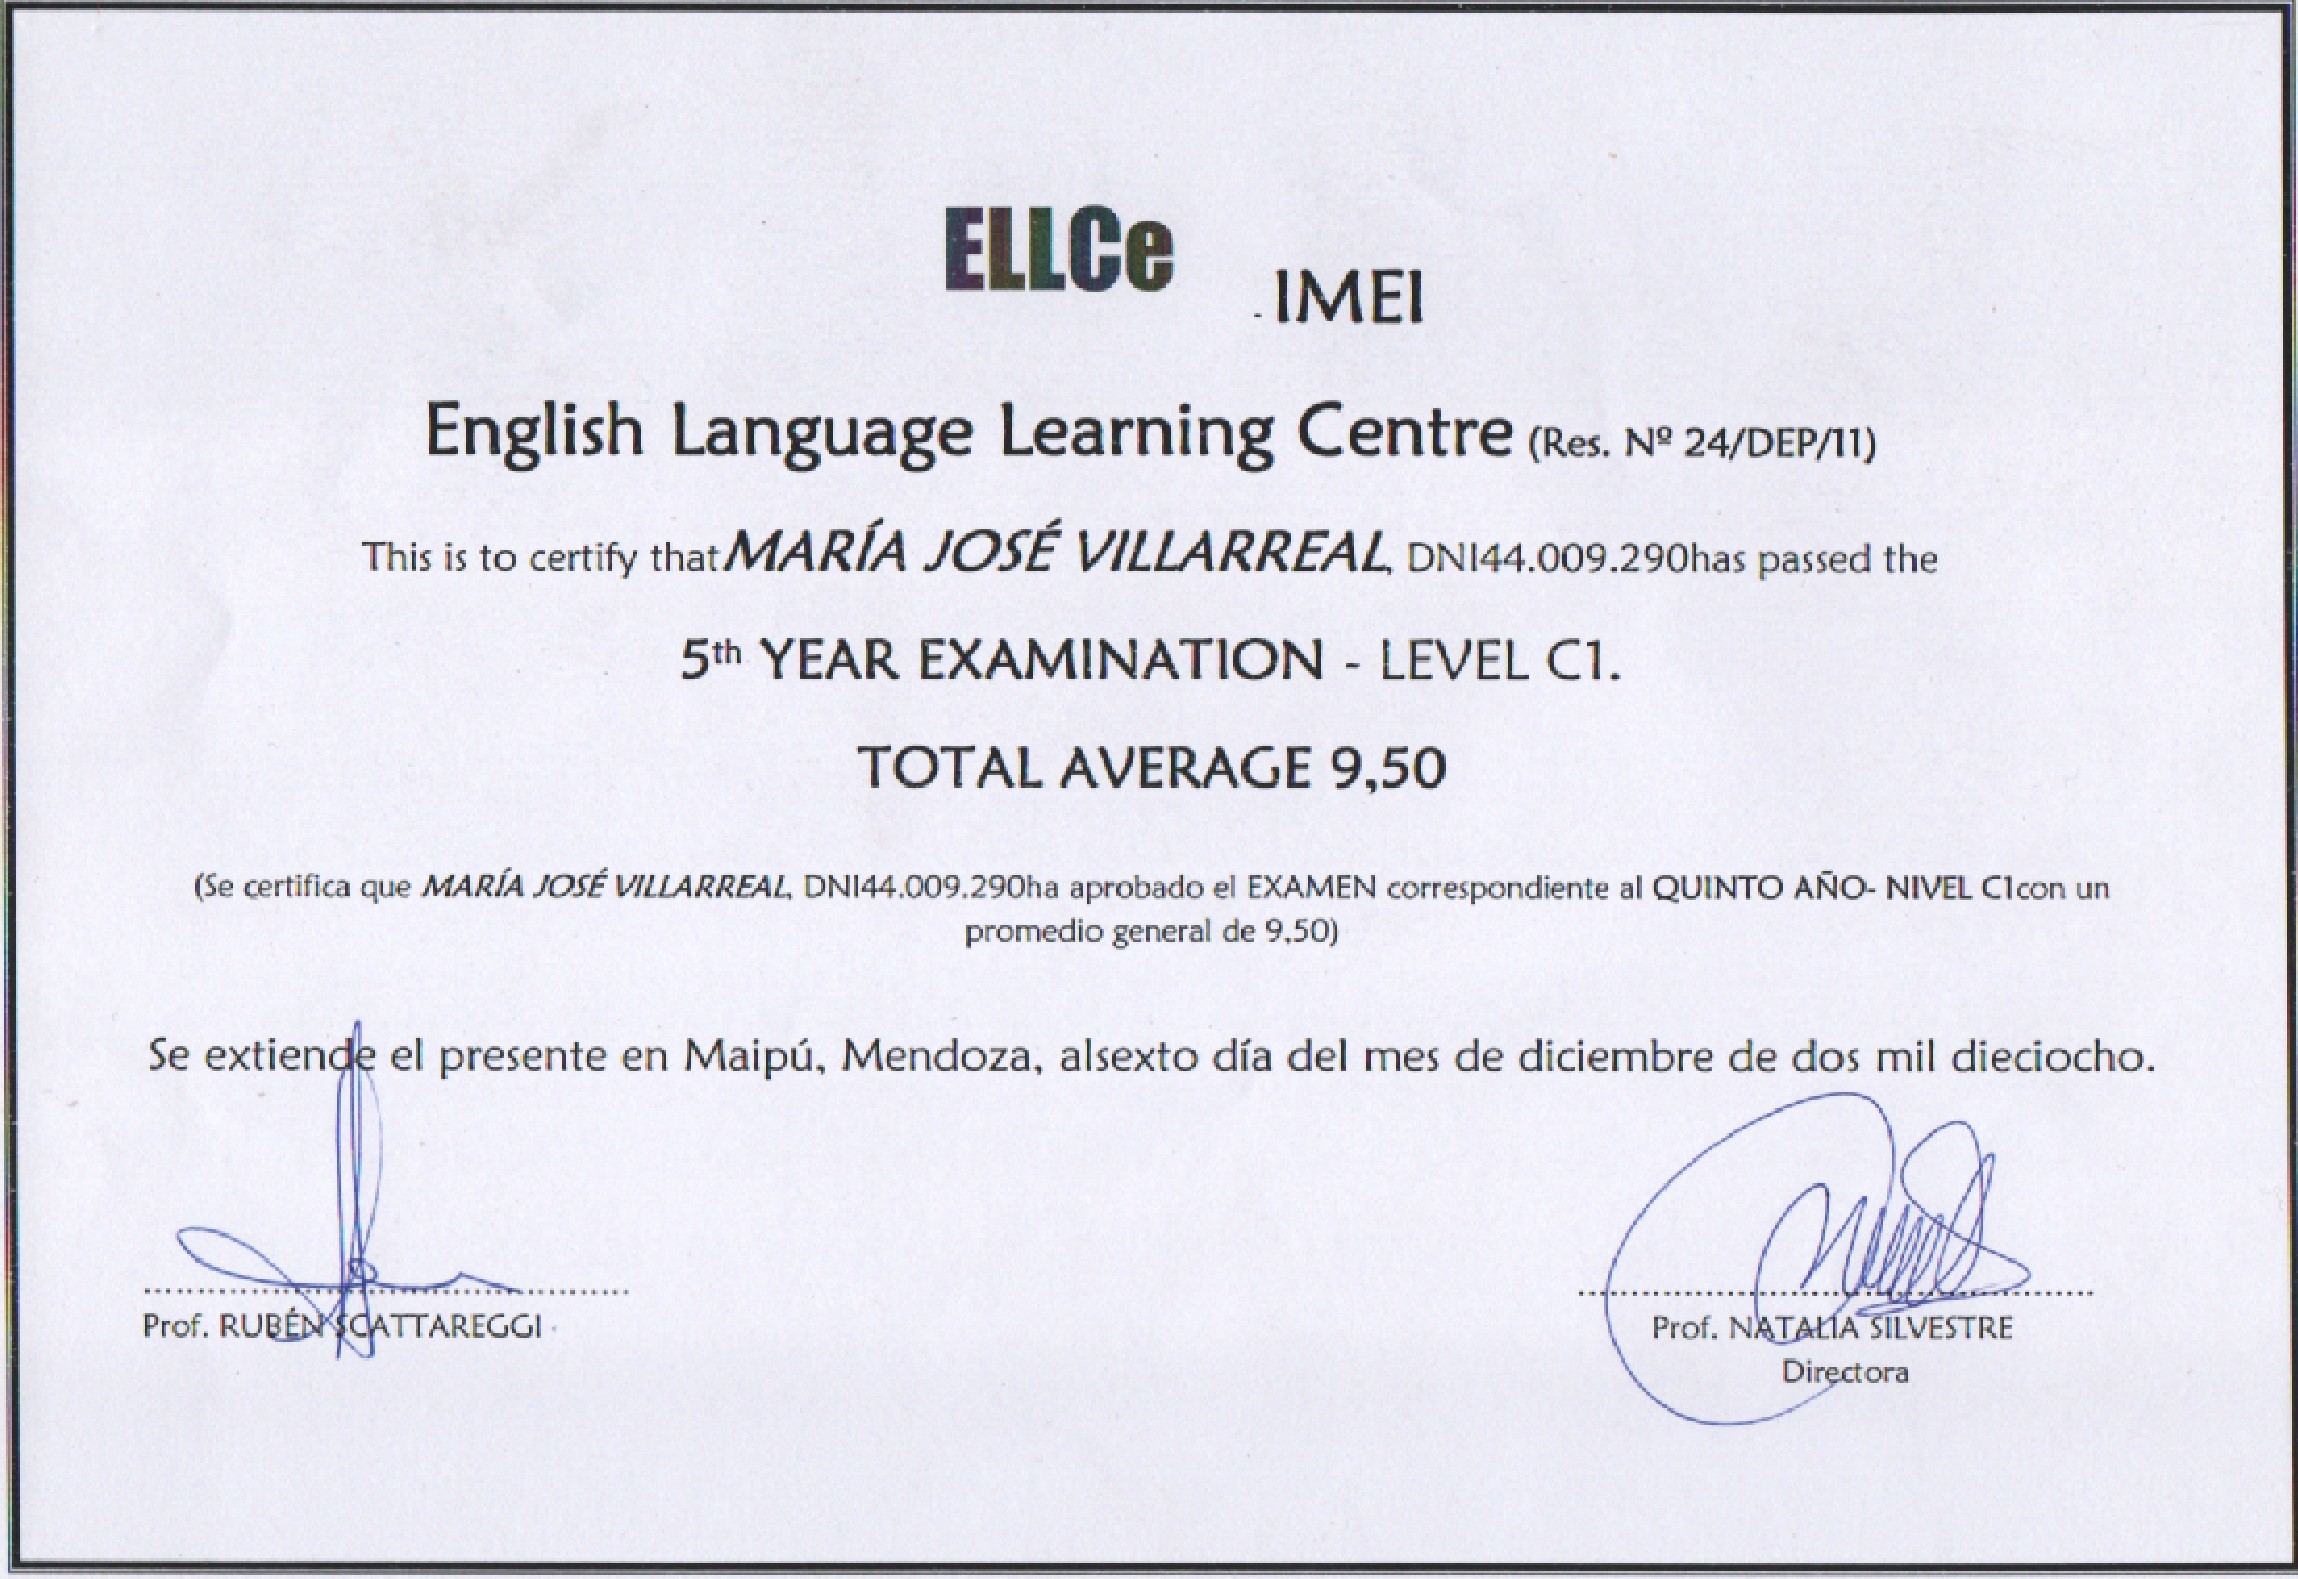 ELLCe
- IMEI
English Language Learning Centre (Res. Nº 24/DEP/11)
This is to certify that MARÍA JOSÉ VILLARREAL, DNI44.009.290has passed the
5th YEAR EXAMINATION - LEVEL C1.
TOTAL AVERAGE 9,50
(Se certifica que MARÍA JOSÉ VILLARREAL, DNI44.009.290ha aprobado el EXAMEN correspondiente al QUINTO AÑO- NIVEL C1con un
promedio general de 9,50)
Se extiende el presente en Maipú, Mendoza, alsexto día del mes de diciembre de dos mil dieciocho.
Prof. RUBÉN SCATTAREGGI
Prof. NATALIA SILVESTRE
Directora